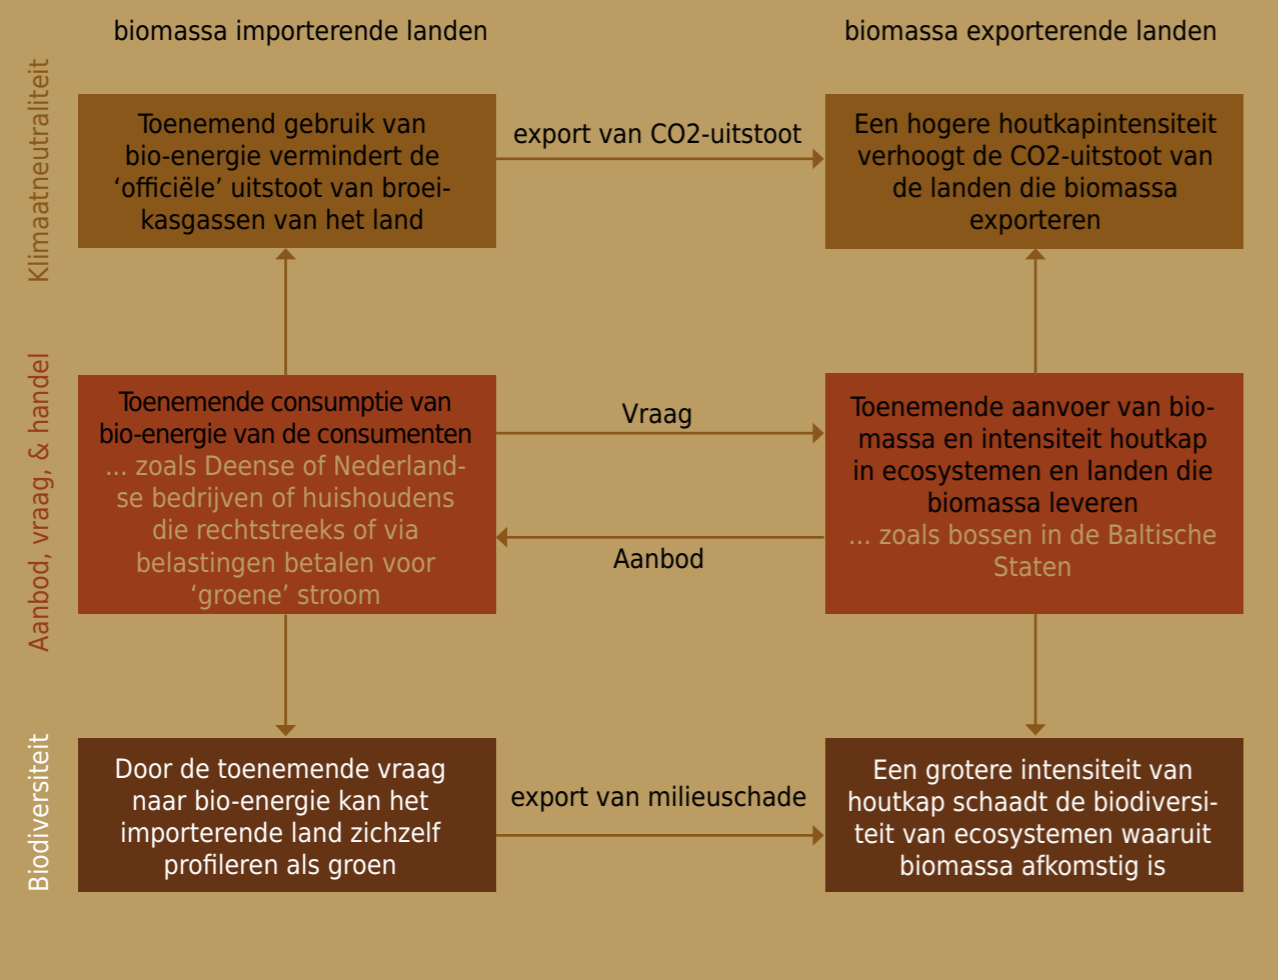 biomassa importerende landen
biomassa exporterende landen
Klimaatneutraliteit
Toenemend gebruik van
bio-energie vermindert de
‘officiële’ uitstoot van broei-
kasgassen van het land
export van CO2-uitstoot
Een hogere houtkapintensiteit
verhoogt de CO2-uitstoot van
de landen die biomassa
exporteren
Aanbod, vraag, & handel
Toenemende consumptie van
bio-energie van de consumenten
... zoals Deense of Nederland-
se bedrijven of huishoudens
die rechtstreeks of via
belastingen betalen voor
‘groene’ stroom
Vraag
Aanbod
Toenemende aanvoer van bio-
massa en intensiteit houtkap
in ecosystemen en landen die
biomassa leveren
... zoals bossen in de Baltische
Staten
Biodiversiteit
Door de toenemende vraag
naar bio-energie kan het
importerende land zichzelf
profileren als groen
export van milieuschade
Een grotere intensiteit van
houtkap schaadt de biodiversi-
teit van ecosystemen waaruit
biomassa afkomstig is